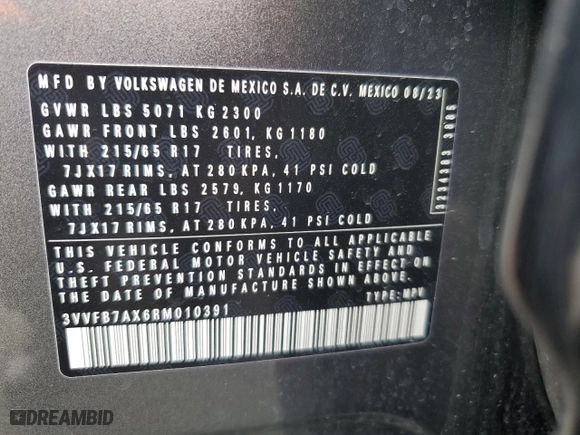 MFD BY VOLKSWAGEN DE MEXICO S.A. DE C.V. MEXICO 08/23
GVWR LBS 5071 KG 2300
GAWR FRONT LBS 2601, KG 1180
WITH 215/65 R17 TIRES,
7JX17 RIMS, AT 280 KPA, 41 PSI COLD
GAWR REAR LBS 2579, KG 1170
WITH 215/65 R17 TIRES,
7JX17 RIMS, AT 280 KPA, 41 PSI COLD
THIS VEHICLE CONFORMS TO ALL APPLICABLE
U.S. FEDERAL MOTOR VEHICLE SAFETY AND
THEFT PREVENTION STANDARDS IN EFFECT ON
THE DATE OF MANUFACTURE SHOWN ABOVE.
3VVFB7AX6RM010391 TYPE: MPV
DREAMBID